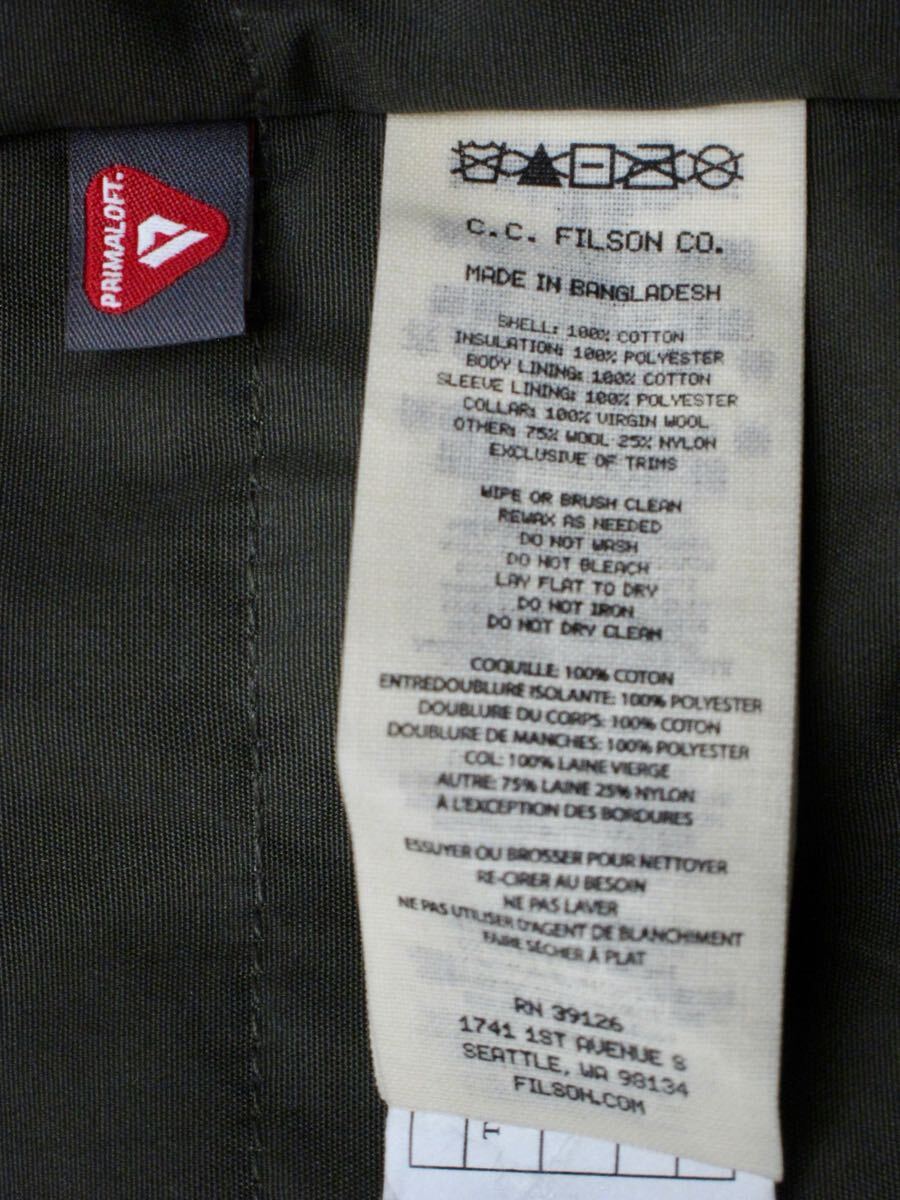 PRIMALOFT.
C.C. FILSON CO.
MADE IN BANGLADESH
SHELL: 100% COTTON
INSULATION: 100% POLYESTER
BODY LINING: 100% COTTON
SLEEVE LINING: 100% POLYESTER
COLLAR: 100% VIRGIN WOOL
OTHER: 75% WOOL 25% NYLON
EXCLUSIVE OF TRIMS
WIPE OR BRUSH CLEAN
REWAX AS NEEDED
DO NOT WASH
DO NOT BLEACH
LAY FLAT TO DRY
DO NOT IRON
DO NOT DRY CLEAN
COQUILLE: 100% COTON
ENTREDOUBLURE ISOLANTE: 100% POLYESTER
DOUBLURE DU CORPS: 100% COTON
DOUBLURE DE MANCHES: 100% POLYESTER
COL: 100% LAINE VIERGE
AUTRE: 75% LAINE 25% NYLON
À L'EXCEPTION DES BORDURES
ESSUYER OU BROSSER POUR NETTOYER
RE-CIRER AU BESOIN
NE PAS LAVER
NE PAS UTILISER D'AGENT DE BLANCHIMENT
FAIRE SÉCHER À PLAT
RN 39126
1741 1ST AVENUE S
SEATTLE, WA 98134
FILSON.COM
T